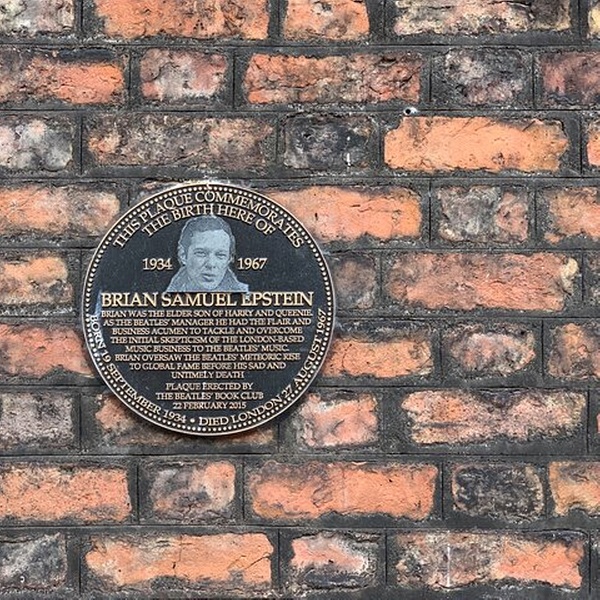 THIS PLAQUE COMMEMORATES
THE BIRTH HERE OF
1934 1967
BRIAN SAMUEL EPSTEIN
BRIAN WAS THE ELDER SON OF HARRY AND QUEENIE.
AS THE BEATLES' MANAGER HE HAD THE FLAIR AND
BUSINESS ACUMEN TO TACKLE AND OVERCOME
THE INITIAL SKEPTICISM OF THE LONDON-BASED
MUSIC BUSINESS TO THE BEATLES' MUSIC.
BRIAN OVERSAW THE BEATLES' METEORIC RISE
TO GLOBAL FAME BEFORE HIS SAD AND
UNTIMELY DEATH
PLAQUE ERECTED BY
THE BEATLES' BOOK CLUB
22 FEBRUARY 2015
BORN 19 SEPTEMBER 1934 • DIED LONDON 27 AUGUST 1967